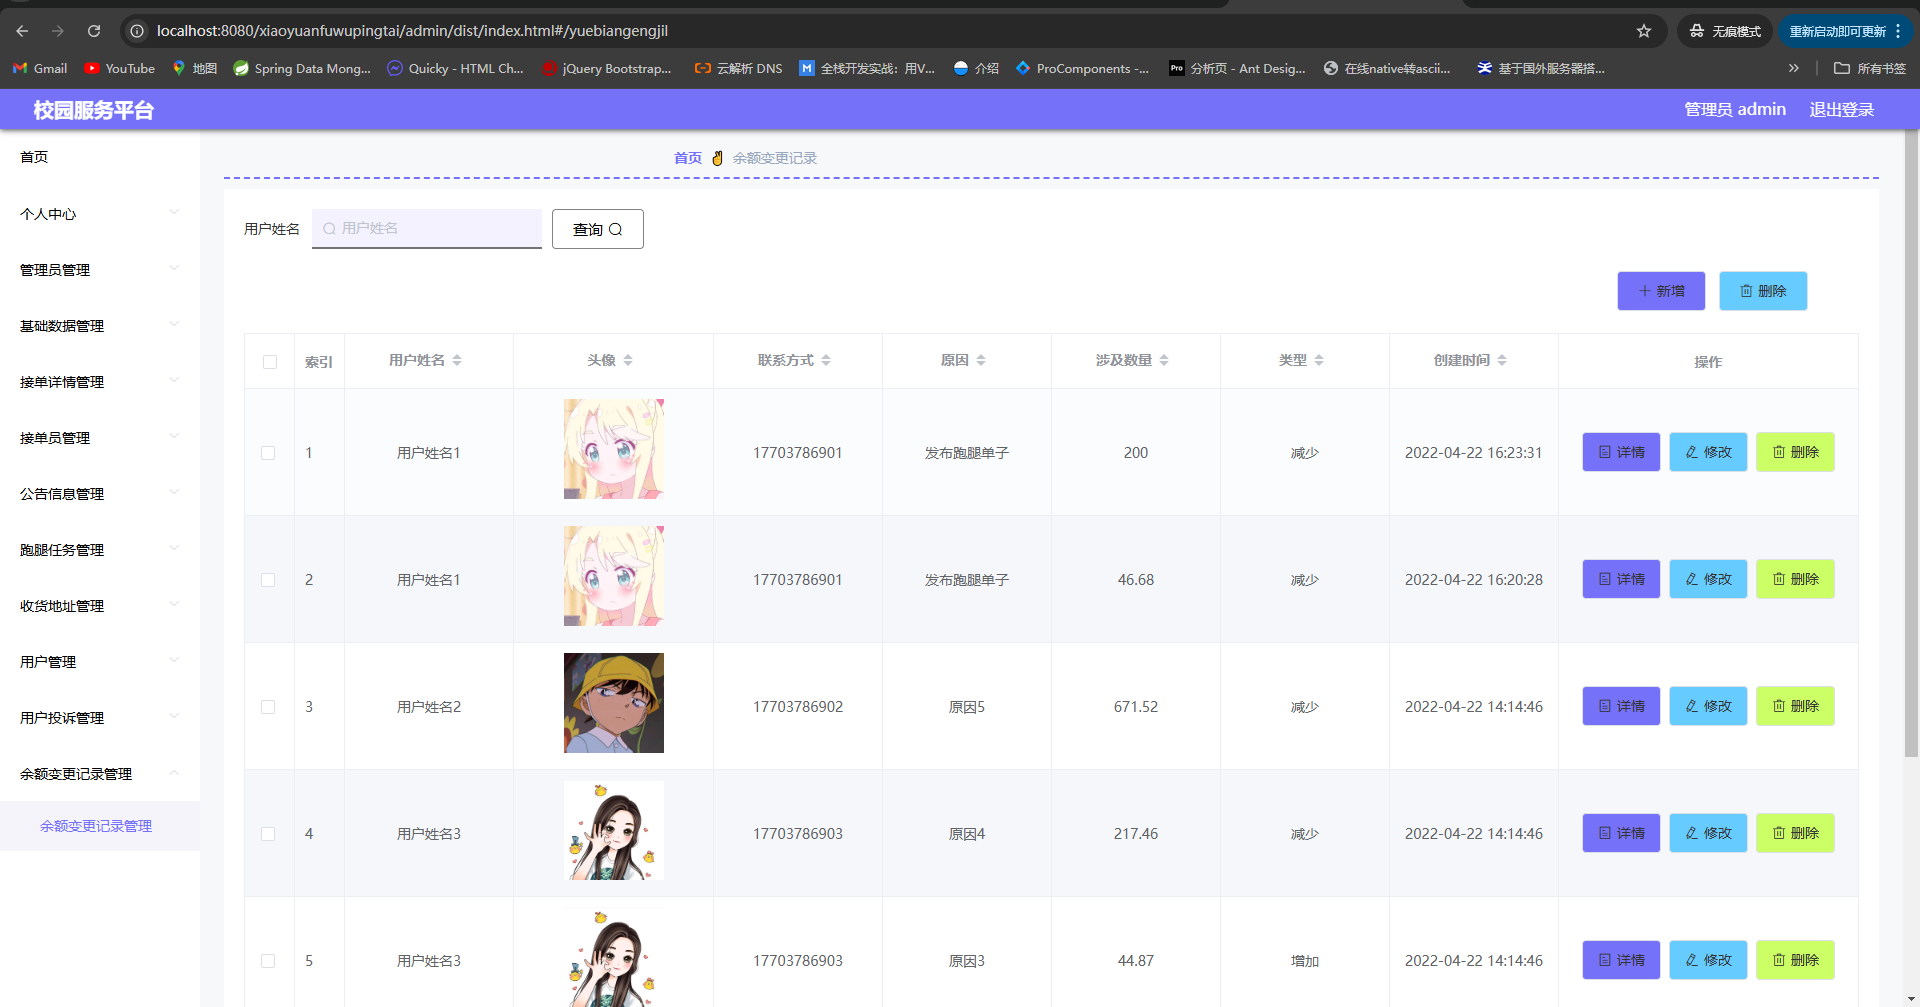 localhost:8080/xiaoyuanfuwupingtai/admin/dist/index.html#/yuebiangengjil
无痕模式
重新启动即可更新
Gmail
YouTube
地图
Spring Data Mong...
Quicky - HTML Ch...
jQuery Bootstrap...
云解析 DNS
全栈开发实战：用V...
介绍
ProComponents -...
Pro 分析页 - Ant Desig...
在线native转ascii...
基于国外服务器搭...
所有书签
校园服务平台
管理员 admin
退出登录
首页
个人中心
管理员管理
基础数据管理
接单详情管理
接单员管理
公告信息管理
跑腿任务管理
收货地址管理
用户管理
用户投诉管理
余额变更记录管理
余额变更记录管理
首页 余额变更记录
用户姓名 用户姓名 查询
新增 删除
索引 用户姓名 头像 联系方式 原因 涉及数量 类型 创建时间 操作
1 用户姓名1 17703786901 发布跑腿单子 200 减少 2022-04-22 16:23:31 详情 修改 删除
2 用户姓名1 17703786901 发布跑腿单子 46.68 减少 2022-04-22 16:20:28 详情 修改 删除
3 用户姓名2 17703786902 原因5 671.52 减少 2022-04-22 14:14:46 详情 修改 删除
4 用户姓名3 17703786903 原因4 217.46 减少 2022-04-22 14:14:46 详情 修改 删除
5 用户姓名3 17703786903 原因3 44.87 增加 2022-04-22 14:14:46 详情 修改 删除